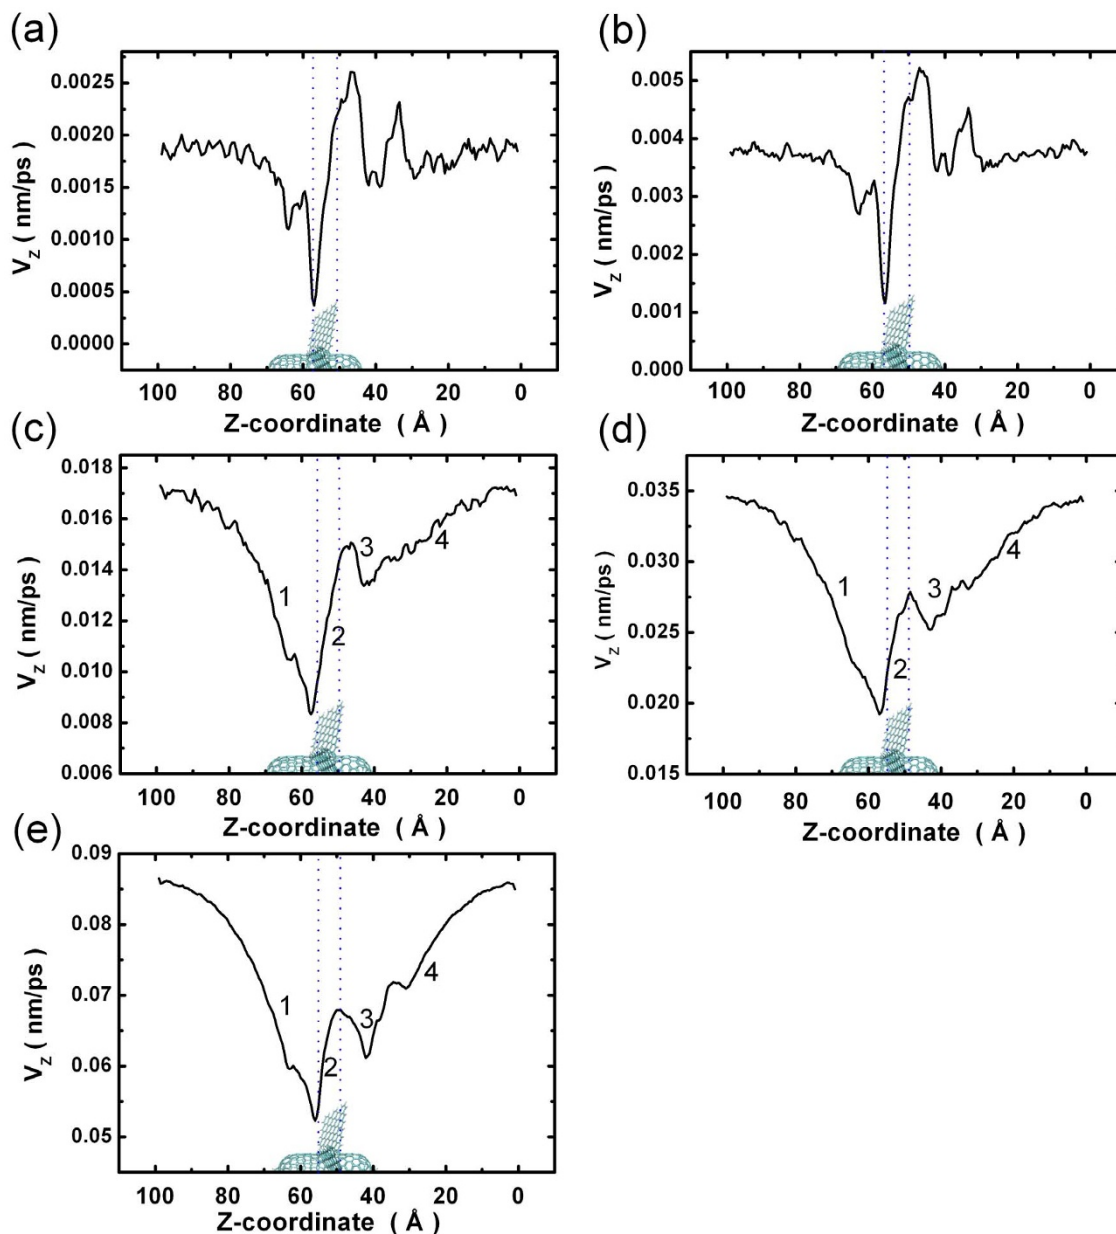 (a)
V_Z ( nm/ps )
0.0025
0.0020
0.0015
0.0010
0.0005
0.0000
100 80 60 40 20 0
Z-coordinate ( Å )
(b)
V_Z ( nm/ps )
0.005
0.004
0.003
0.002
0.001
0.000
100 80 60 40 20 0
Z-coordinate ( Å )
(c)
V_Z ( nm/ps )
0.018
0.016
0.014
0.012
0.010
0.008
0.006
1
2
3
4
100 80 60 40 20 0
Z-coordinate ( Å )
(d)
V_Z ( nm/ps )
0.035
0.030
0.025
0.020
0.015
1
2
3
4
100 80 60 40 20 0
Z-coordinate ( Å )
(e)
V_Z ( nm/ps )
0.09
0.08
0.07
0.06
0.05
1
2
3
4
100 80 60 40 20 0
Z-coordinate ( Å )